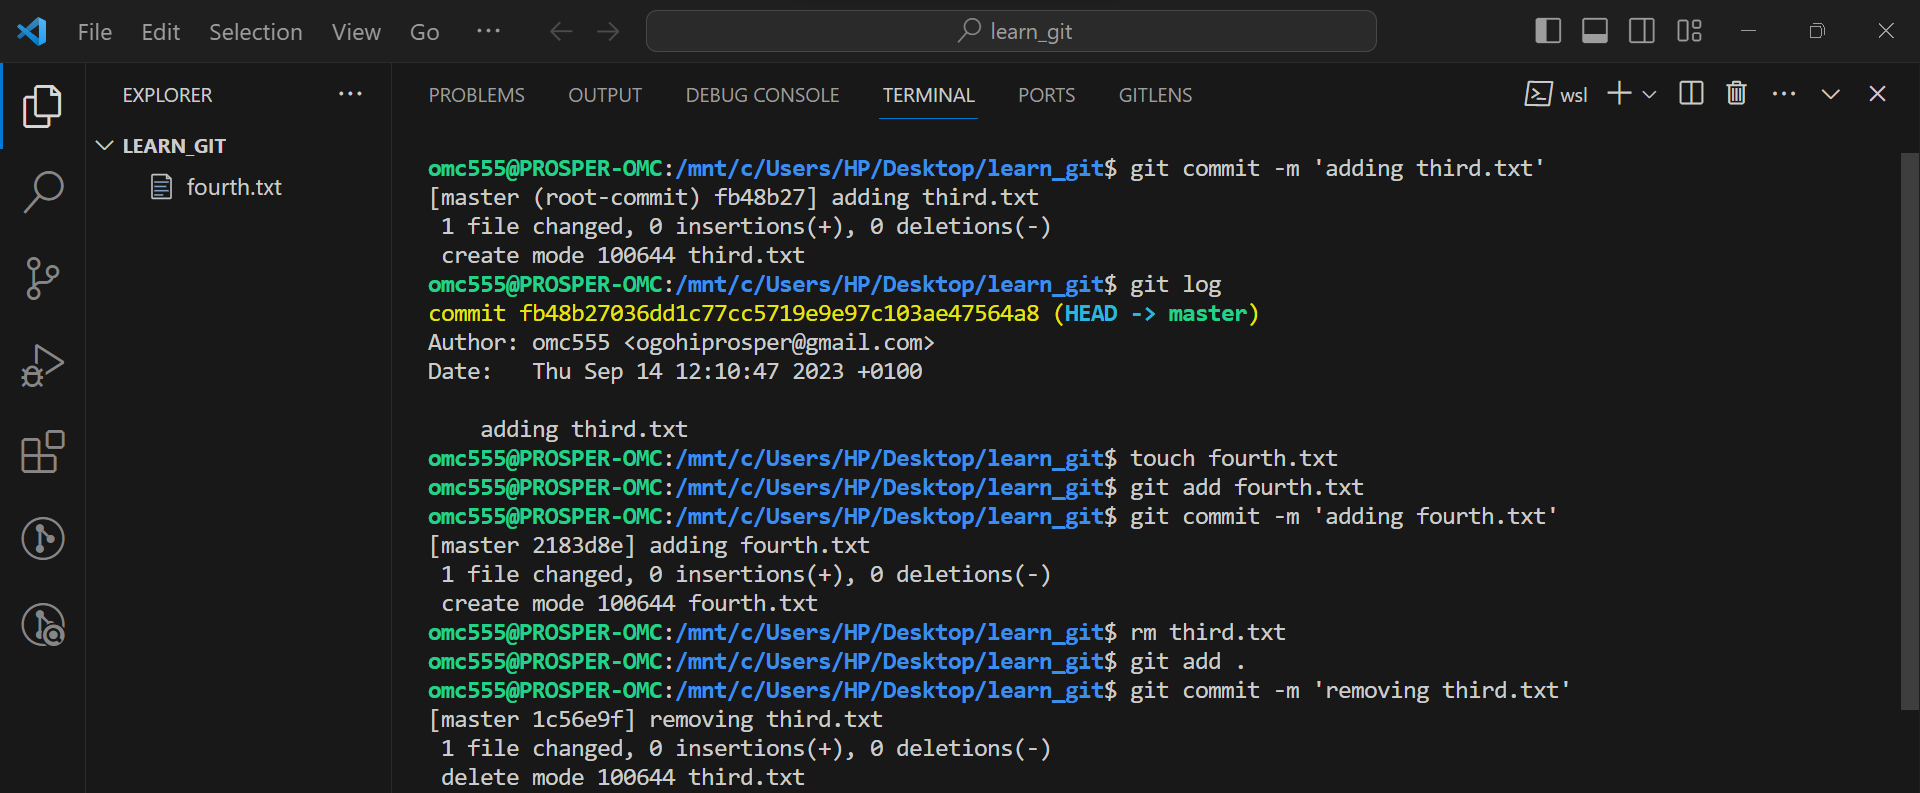 File Edit Selection View Go ··· learn_git
EXPLORER ···
LEARN_GIT
fourth.txt
PROBLEMS OUTPUT DEBUG CONSOLE TERMINAL PORTS GITLENS wsl
omc555@PROSPER-OMC:/mnt/c/Users/HP/Desktop/learn_git$ git commit -m 'adding third.txt'
[master (root-commit) fb48b27] adding third.txt
 1 file changed, 0 insertions(+), 0 deletions(-)
 create mode 100644 third.txt
omc555@PROSPER-OMC:/mnt/c/Users/HP/Desktop/learn_git$ git log
commit fb48b27036dd1c77cc5719e9e97c103ae47564a8 (HEAD -> master)
Author: omc555 <ogohiprosper@gmail.com>
Date:   Thu Sep 14 12:10:47 2023 +0100
    adding third.txt
omc555@PROSPER-OMC:/mnt/c/Users/HP/Desktop/learn_git$ touch fourth.txt
omc555@PROSPER-OMC:/mnt/c/Users/HP/Desktop/learn_git$ git add fourth.txt
omc555@PROSPER-OMC:/mnt/c/Users/HP/Desktop/learn_git$ git commit -m 'adding fourth.txt'
[master 2183d8e] adding fourth.txt
 1 file changed, 0 insertions(+), 0 deletions(-)
 create mode 100644 fourth.txt
omc555@PROSPER-OMC:/mnt/c/Users/HP/Desktop/learn_git$ rm third.txt
omc555@PROSPER-OMC:/mnt/c/Users/HP/Desktop/learn_git$ git add .
omc555@PROSPER-OMC:/mnt/c/Users/HP/Desktop/learn_git$ git commit -m 'removing third.txt'
[master 1c56e9f] removing third.txt
 1 file changed, 0 insertions(+), 0 deletions(-)
 delete mode 100644 third.txt